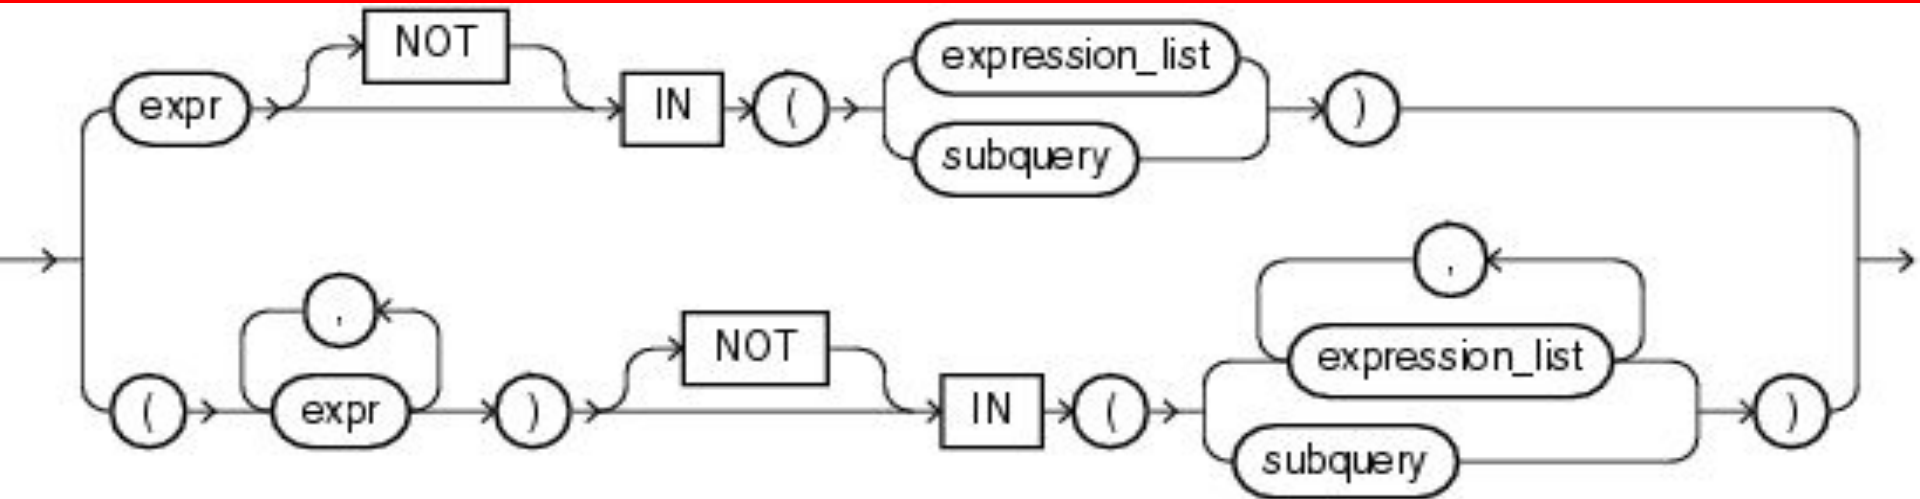 expr NOT IN ( expression_list )
subquery
( expr , ) NOT IN ( expression_list , )
subquery